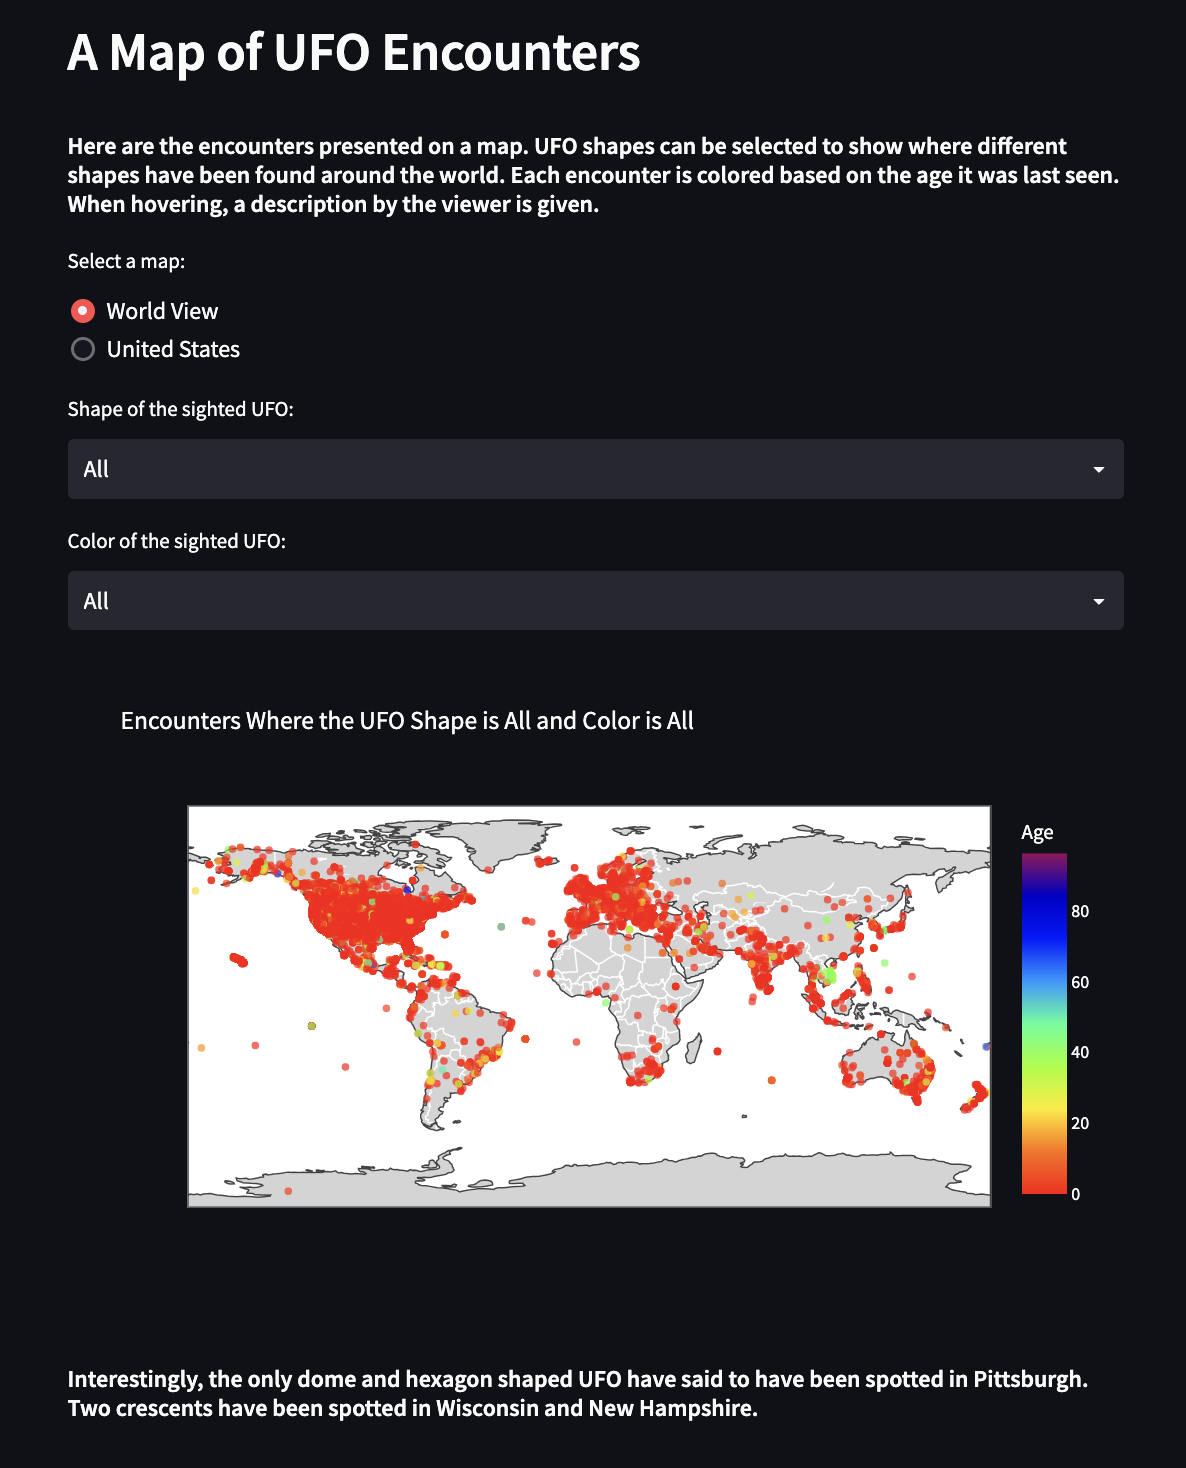 A Map of UFO Encounters
Here are the encounters presented on a map. UFO shapes can be selected to show where different
shapes have been found around the world. Each encounter is colored based on the age it was last seen.
When hovering, a description by the viewer is given.
Select a map:
World View
United States
Shape of the sighted UFO:
All
Color of the sighted UFO:
All
Encounters Where the UFO Shape is All and Color is All
Age
80
60
40
20
0
Interestingly, the only dome and hexagon shaped UFO have said to have been spotted in Pittsburgh.
Two crescents have been spotted in Wisconsin and New Hampshire.